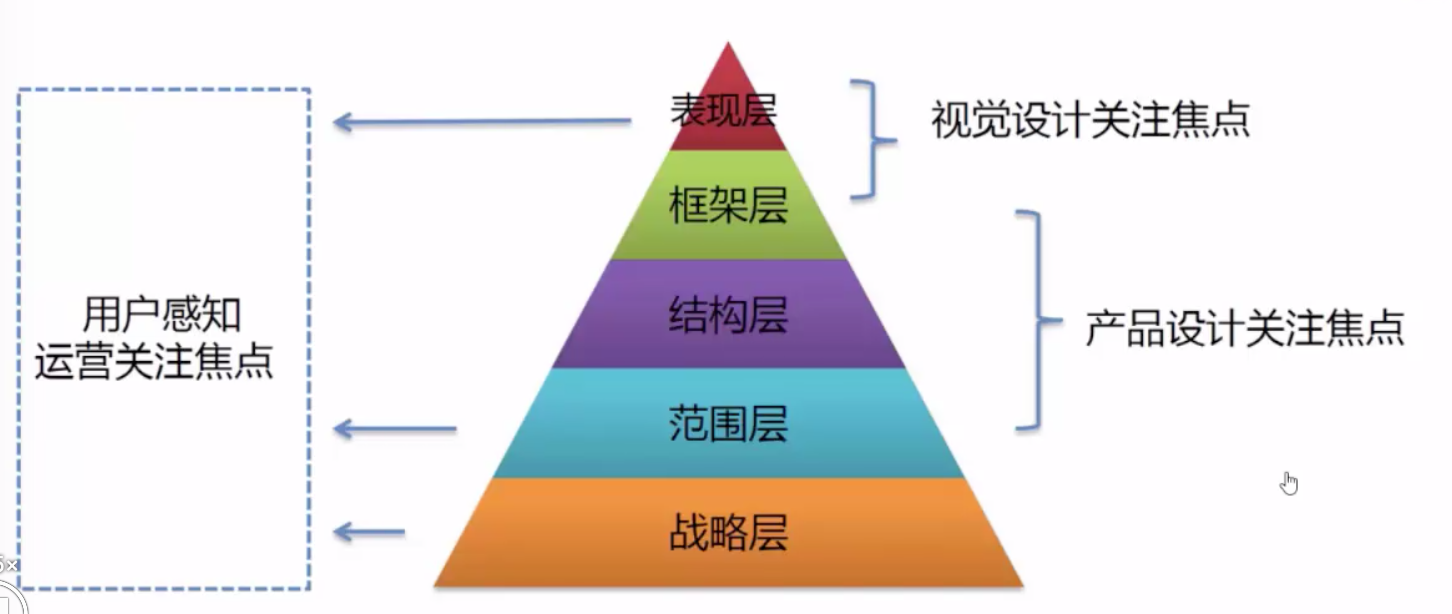 表现层
视觉设计关注焦点
框架层
用户感知
运营关注焦点
结构层
产品设计关注焦点
范围层
战略层